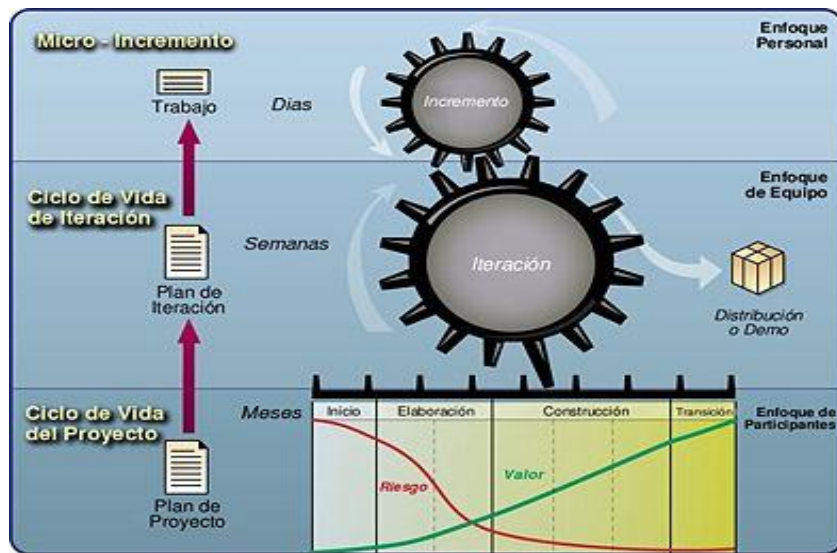 Micro - Incremento
Enfoque
Personal
Trabajo
Dias
Incremento
Ciclo de Vida
de Iteración
Enfoque
de Equipo
Semanas
Iteración
Plan de
Iteración
Distribución
o Demo
Ciclo de Vida
del Proyecto
Meses
Inicio
Elaboración
Construcción
Transición
Enfoque de
Participantes
Riesgo
Valor
Plan de
Proyecto